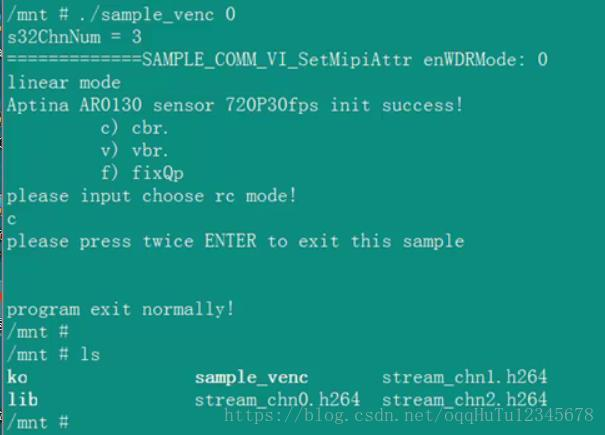 /mnt # ./sample_venc 0
s32ChnNum = 3
=============SAMPLE_COMM_VI_SetMipiAttr enWDRMode: 0
linear mode
Aptina AR0130 sensor 720P30fps init success!
c) cbr.
v) vbr.
f) fixQp
please input choose rc mode!
c
please press twice ENTER to exit this sample
program exit normally!
/mnt #
/mnt # ls
ko sample_venc stream_chn1.h264
lib stream_chn0.h264 stream_chn2.h264
/mnt #
https://blog.csdn.net/oqqHuTu12345678